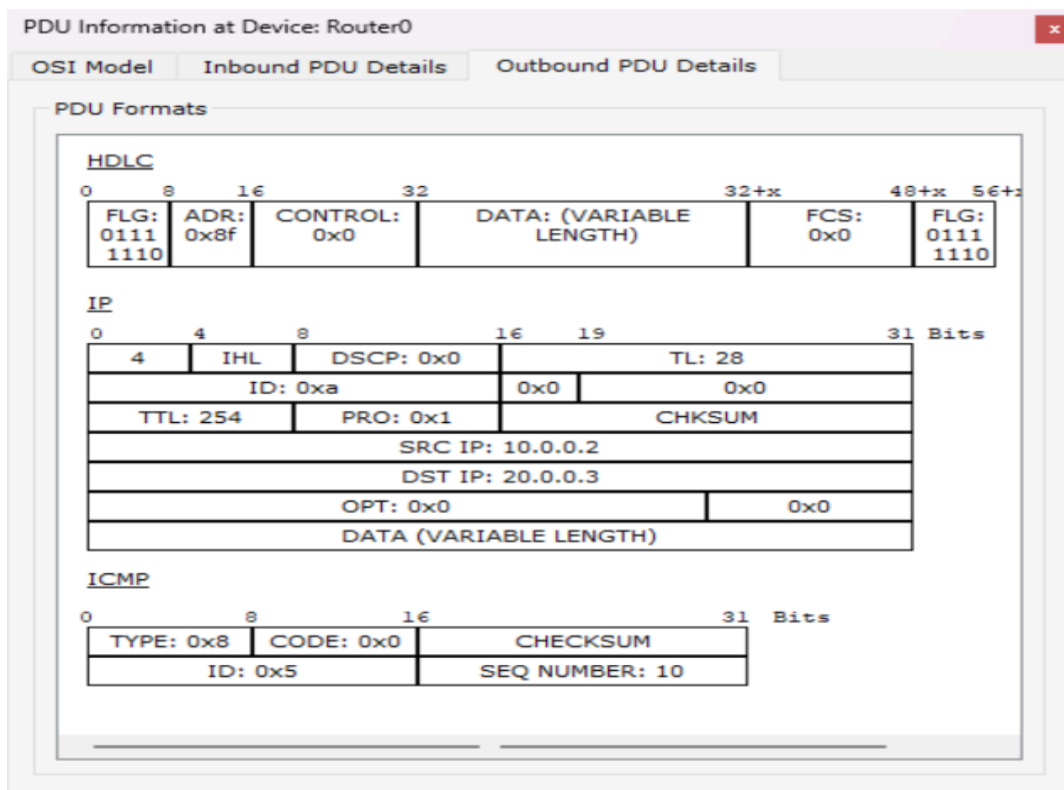 PDU Information at Device: Router0
x
OSI Model Inbound PDU Details Outbound PDU Details
PDU Formats
HDLC
0 8 16 32 32+x 48+x 56+x
FLG: ADR: CONTROL: DATA: (VARIABLE FCS: FLG:
0111 0x8f 0x0 LENGTH) 0x0 0111
1110 1110
IP
0 4 8 16 19 31 Bits
4 IHL DSCP: 0x0 TL: 28
ID: 0xa 0x0 0x0
TTL: 254 PRO: 0x1 CHKSUM
SRC IP: 10.0.0.2
DST IP: 20.0.0.3
OPT: 0x0 0x0
DATA (VARIABLE LENGTH)
ICMP
0 8 16 31 Bits
TYPE: 0x8 CODE: 0x0 CHECKSUM
ID: 0x5 SEQ NUMBER: 10